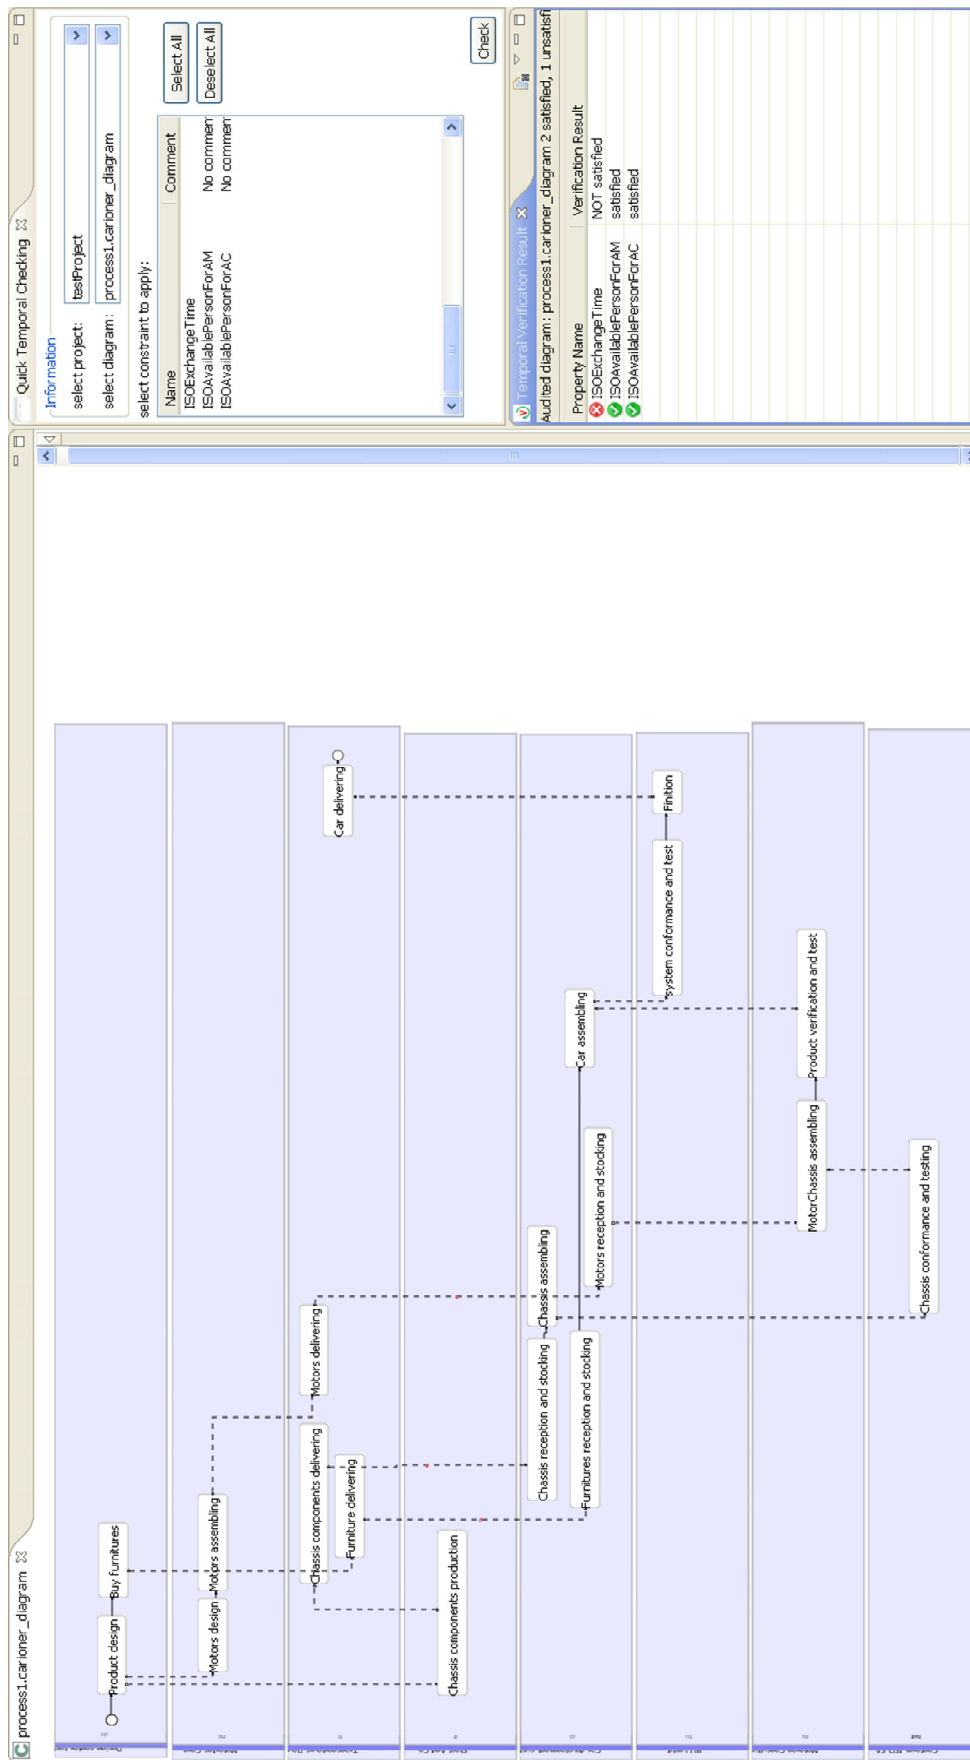 process1.carioner_diagram
Product design
Buy furnitures
Motors design
Motors assembling
Chassis components delivering
Furniture delivering
Motors delivering
Car delivering
Chassis components production
Chassis reception and stocking
Chassis assembling
Furnitures reception and stocking
Motors reception and stocking
Car assembling
system conformance and test
Finition
MotorChassis assembling
Product verification and test
Chassis conformance and testing
Quick Temporal Checking
Information
select project: testProject
select diagram: process1.carioner_diagram
select constraint to apply:
Name Comment
ISOExchangeTime
ISOAvailablePersonForAM No commen
ISOAvailablePersonForAC No commen
Select All
Deselect All
Check
Temporal Verification Result
Audited diagram: process1.carioner_diagram 2 satisfied, 1 unsatisfi
Property Name Verification Result
ISOExchangeTime NOT satisfied
ISOAvailablePersonForAM satisfied
ISOAvailablePersonForAC satisfied